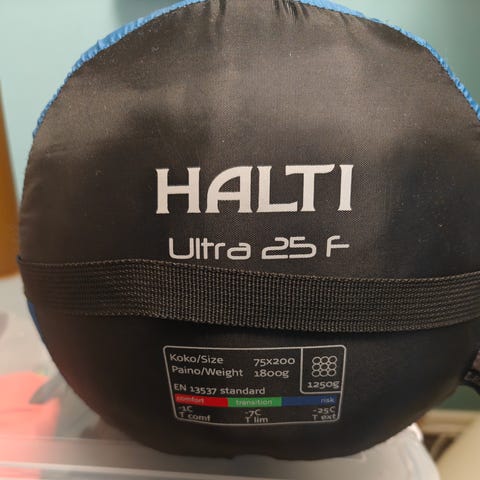 HALTI
Ultra 25 F
Koko/Size 75x200
Paino/Weight 1800g
1250g
EN 13537 standard
comfort transition risk
-1C -7C -25C
T comf T lim T ext